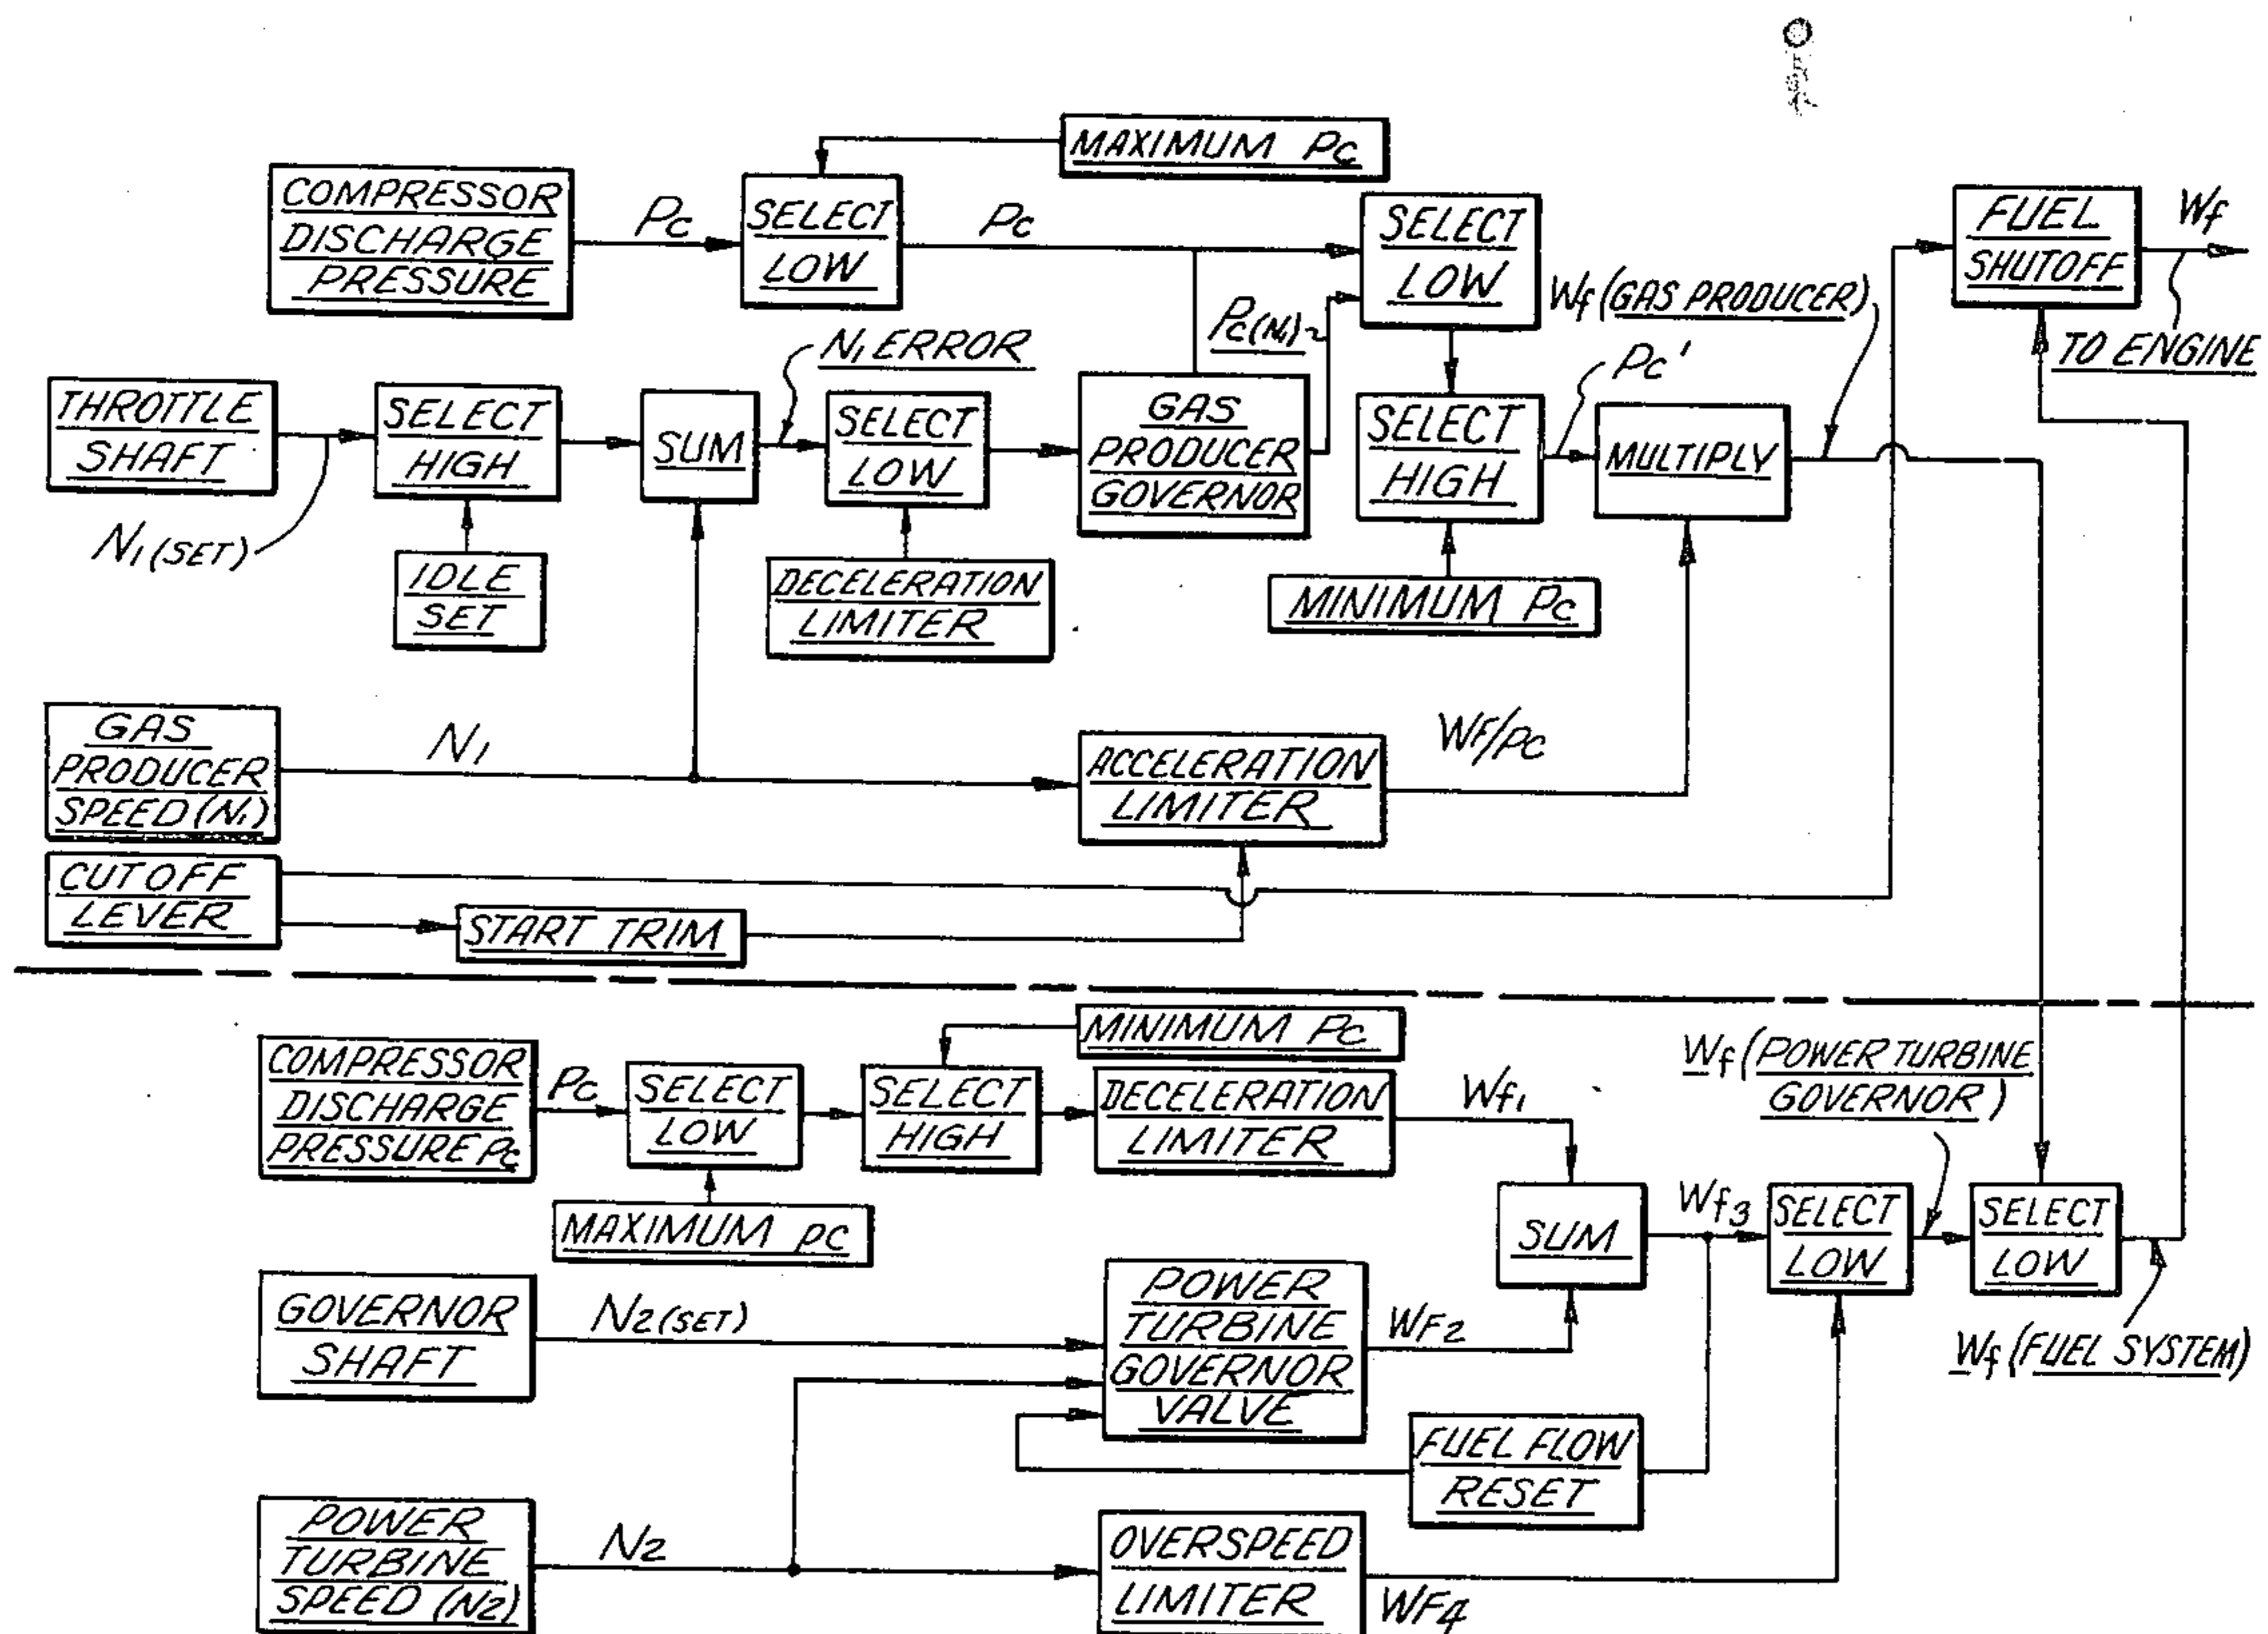 MAXIMUM Pc
COMPRESSOR
DISCHARGE
PRESSURE
Pc
SELECT
LOW
Pc
SELECT
LOW
FUEL
SHUTOFF
Wf
TO ENGINE
Wf (GAS PRODUCER)
Pc(N1)
N1 ERROR
Pc'
THROTTLE
SHAFT
N1 (SET)
SELECT
HIGH
IDLE
SET
SUM
SELECT
LOW
DECELERATION
LIMITER
GAS
PRODUCER
GOVERNOR
SELECT
HIGH
MINIMUM Pc
MULTIPLY
GAS
PRODUCER
SPEED (N1)
N1
ACCELERATION
LIMITER
Wf/Pc
CUTOFF
LEVER
START TRIM
MINIMUM Pc
COMPRESSOR
DISCHARGE
PRESSURE Pc
Pc
SELECT
LOW
MAXIMUM PC
SELECT
HIGH
DECELERATION
LIMITER
Wf1
Wf (POWER TURBINE
GOVERNOR)
SUM
Wf3
SELECT
LOW
SELECT
LOW
Wf (FUEL SYSTEM)
GOVERNOR
SHAFT
N2 (SET)
POWER
TURBINE
GOVERNOR
VALVE
WF2
FUEL FLOW
RESET
POWER
TURBINE
SPEED (N2)
N2
OVERSPEED
LIMITER
WF4